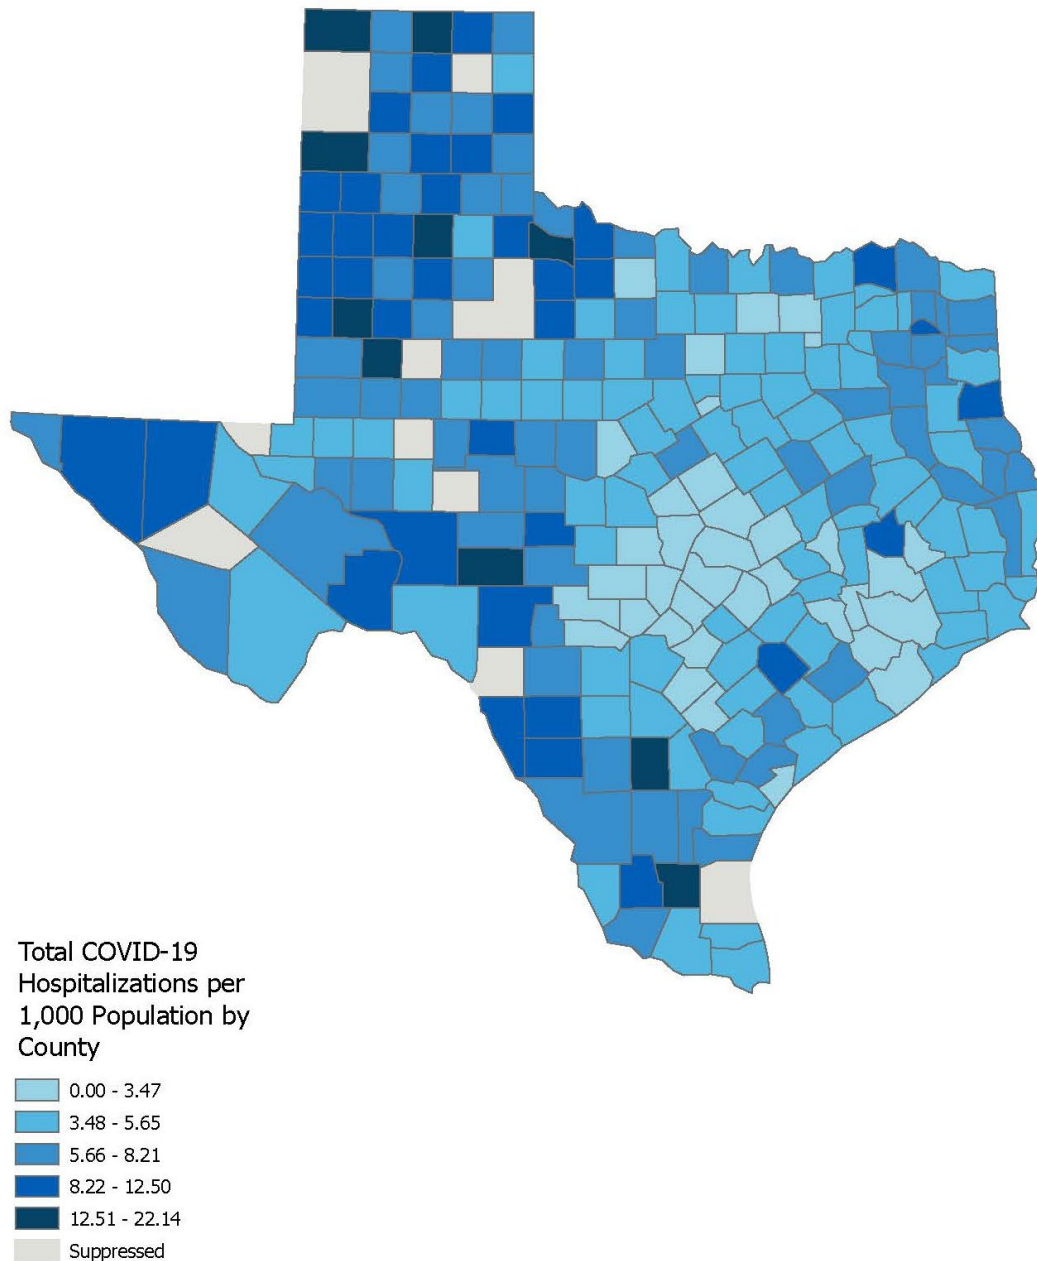 Total COVID-19
Hospitalizations per
1,000 Population by
County
0.00 - 3.47
3.48 - 5.65
5.66 - 8.21
8.22 - 12.50
12.51 - 22.14
Suppressed